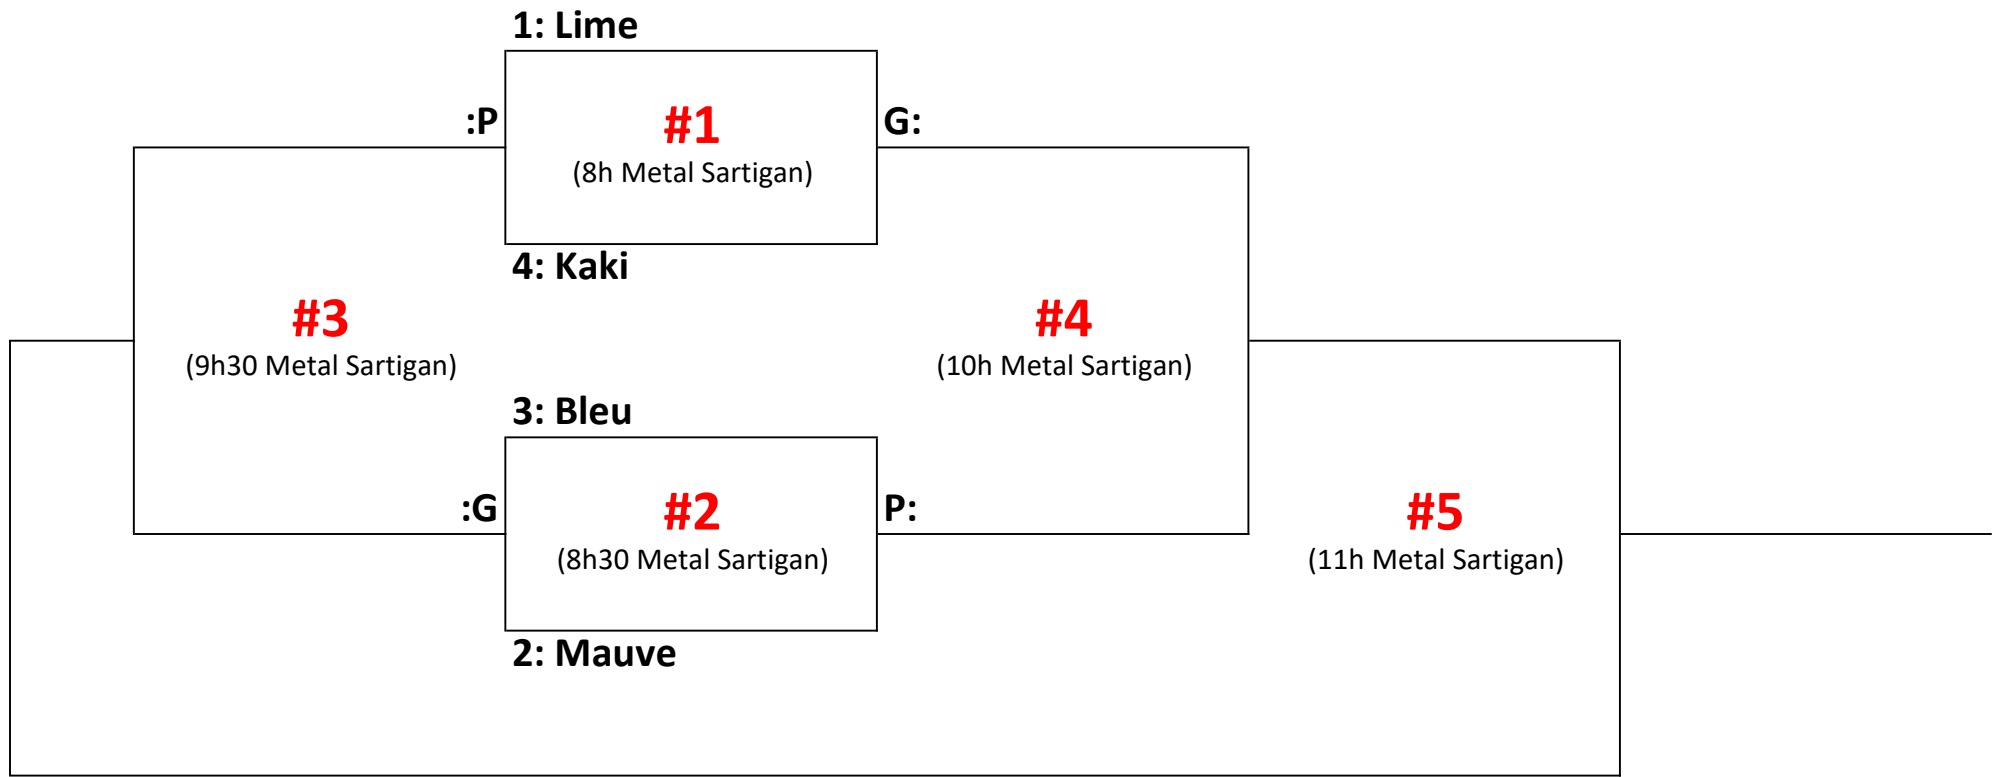 1: Lime
:P
#1
G:
(8h Metal Sartigan)
4: Kaki
#3
#4
(9h30 Metal Sartigan)
(10h Metal Sartigan)
3: Bleu
:G
#2
P:
#5
(8h30 Metal Sartigan)
(11h Metal Sartigan)
2: Mauve